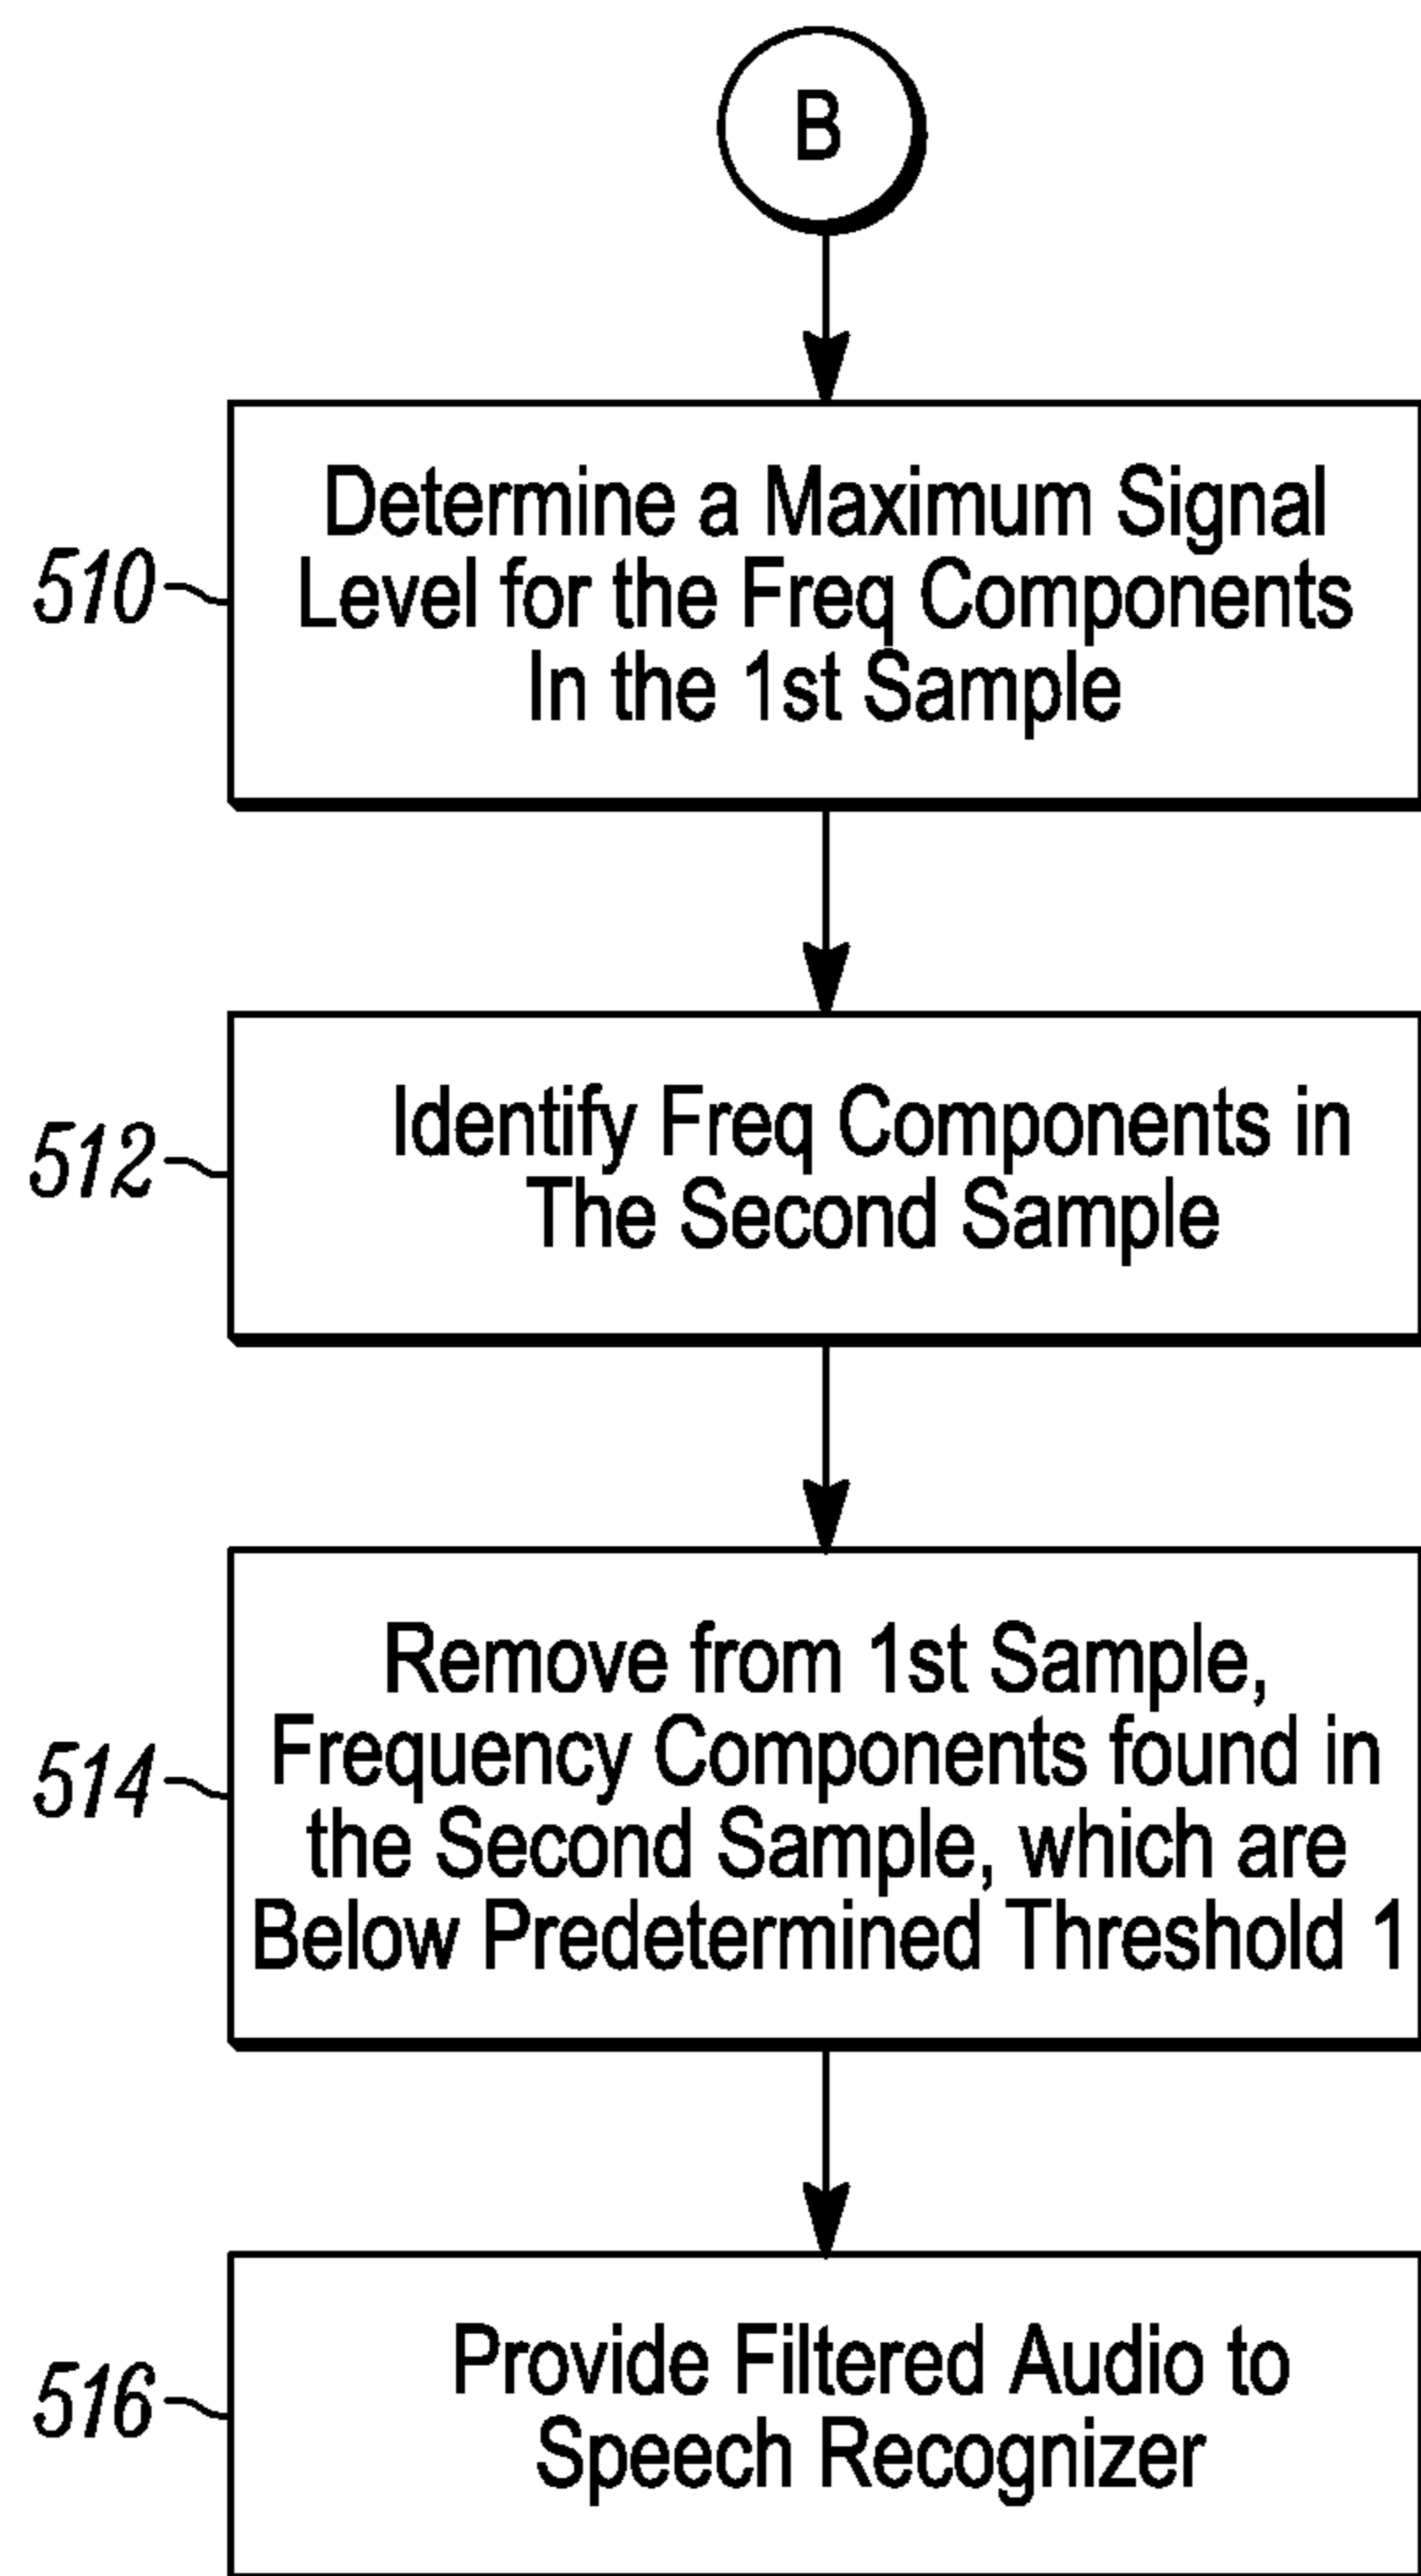 B
Determine a Maximum Signal
Level for the Freq Components
In the 1st Sample
510
Identify Freq Components in
The Second Sample
512
Remove from 1st Sample,
Frequency Components found in
the Second Sample, which are
Below Predetermined Threshold 1
514
Provide Filtered Audio to
Speech Recognizer
516